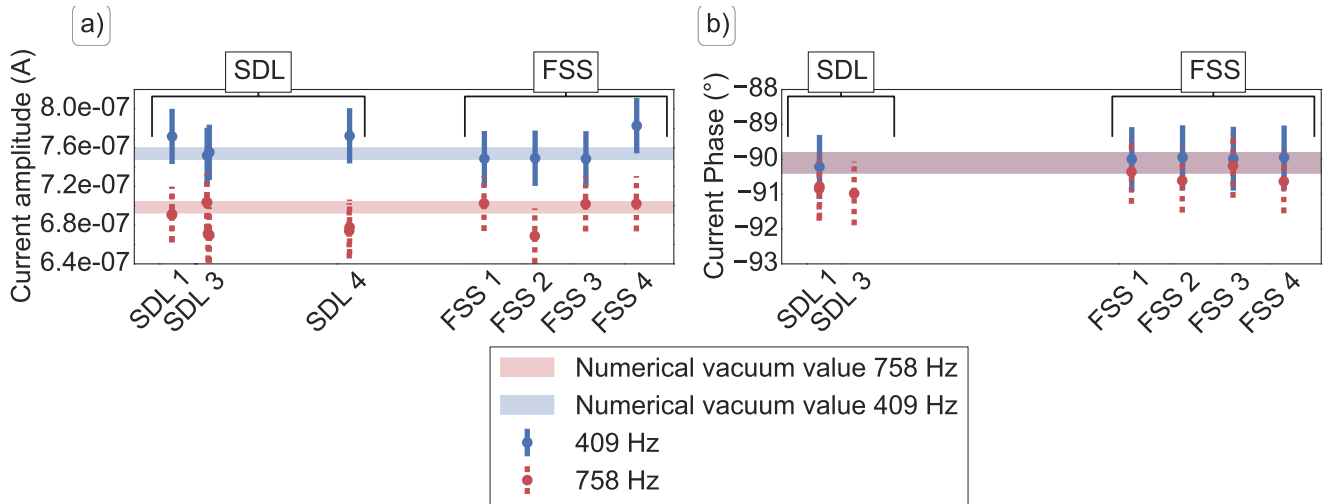 a)
SDL
FSS
Current amplitude (A)
8.0e-07
7.6e-07
7.2e-07
6.8e-07
6.4e-07
SDL 1
SDL 3
SDL 4
FSS 1
FSS 2
FSS 3
FSS 4
b)
SDL
FSS
Current Phase (°)
−88
−89
−90
−91
−92
−93
SDL 1
SDL 3
FSS 1
FSS 2
FSS 3
FSS 4
Numerical vacuum value 758 Hz
Numerical vacuum value 409 Hz
409 Hz
758 Hz